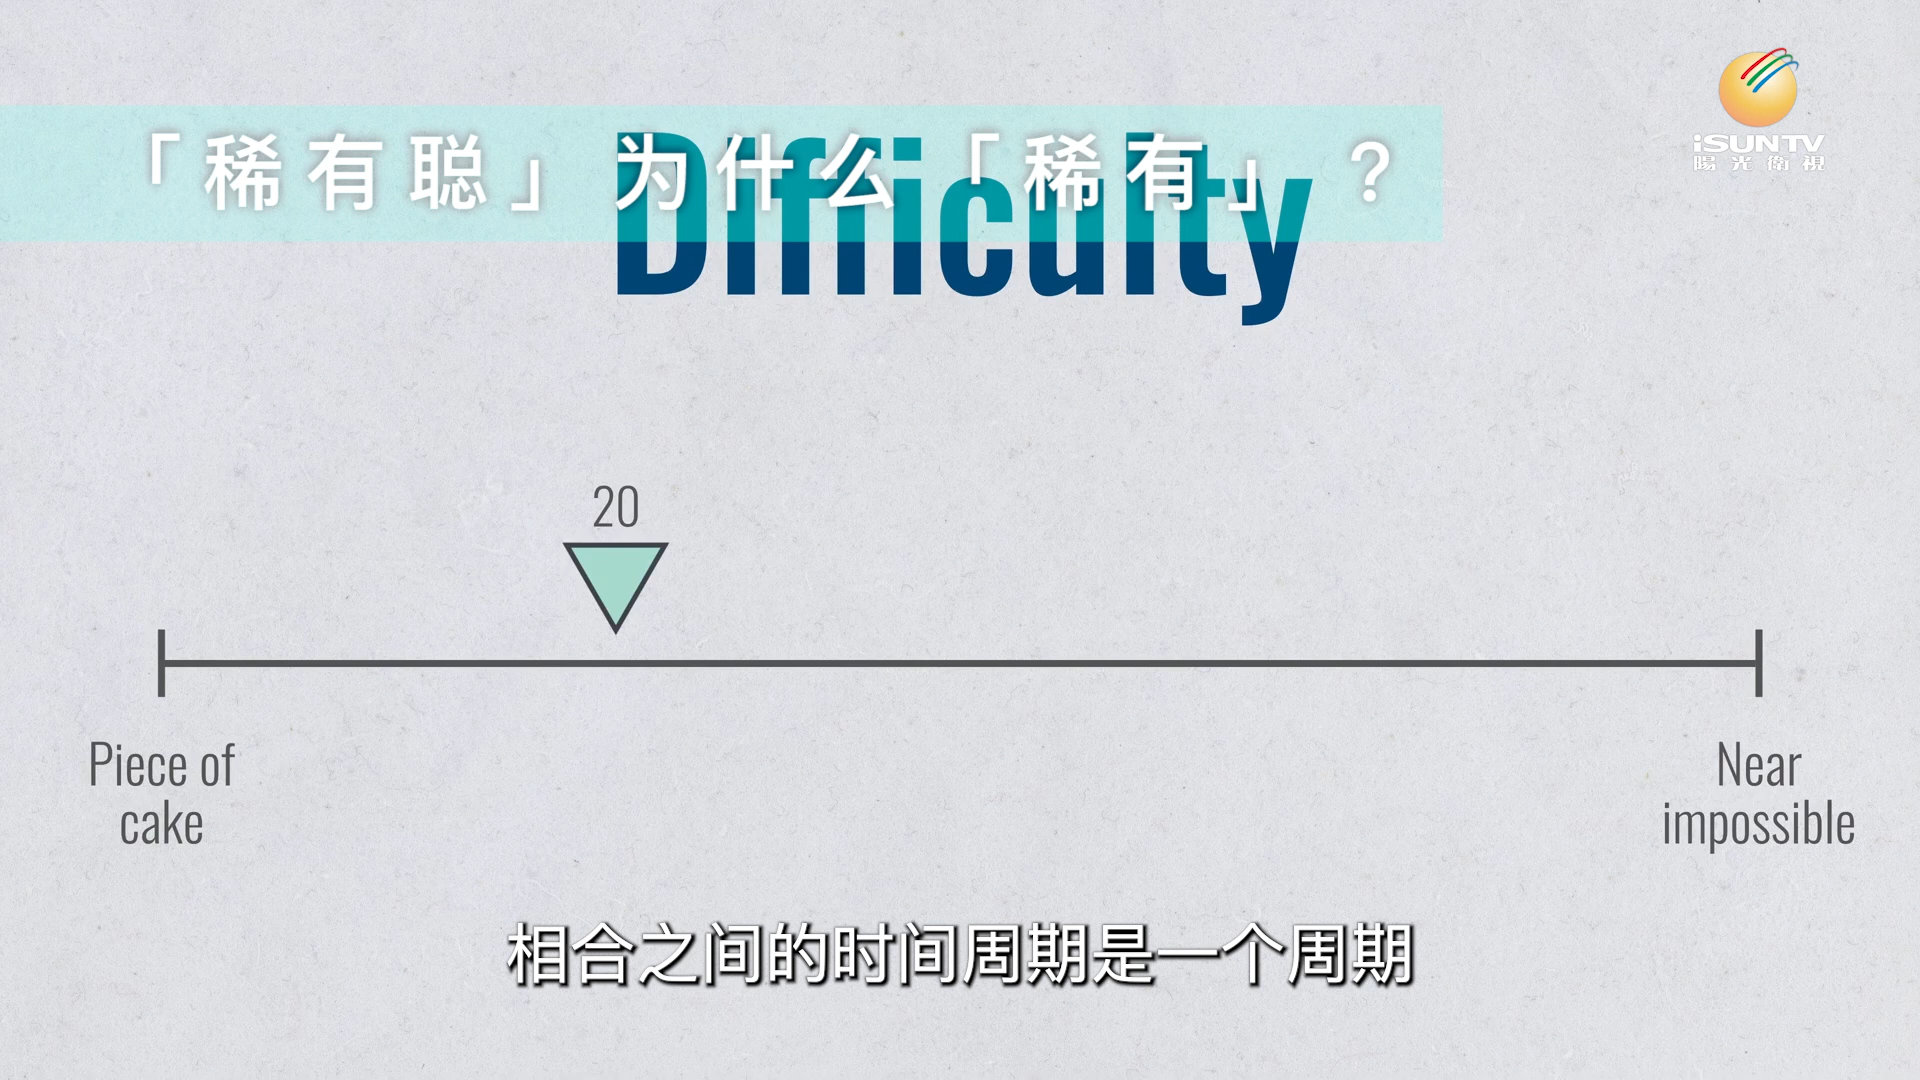 iSUNTV
陽光衛視
「稀有聪」为什么「稀有」？
Difficulty
20
Piece of
cake
Near
impossible
相合之间的时间周期是一个周期